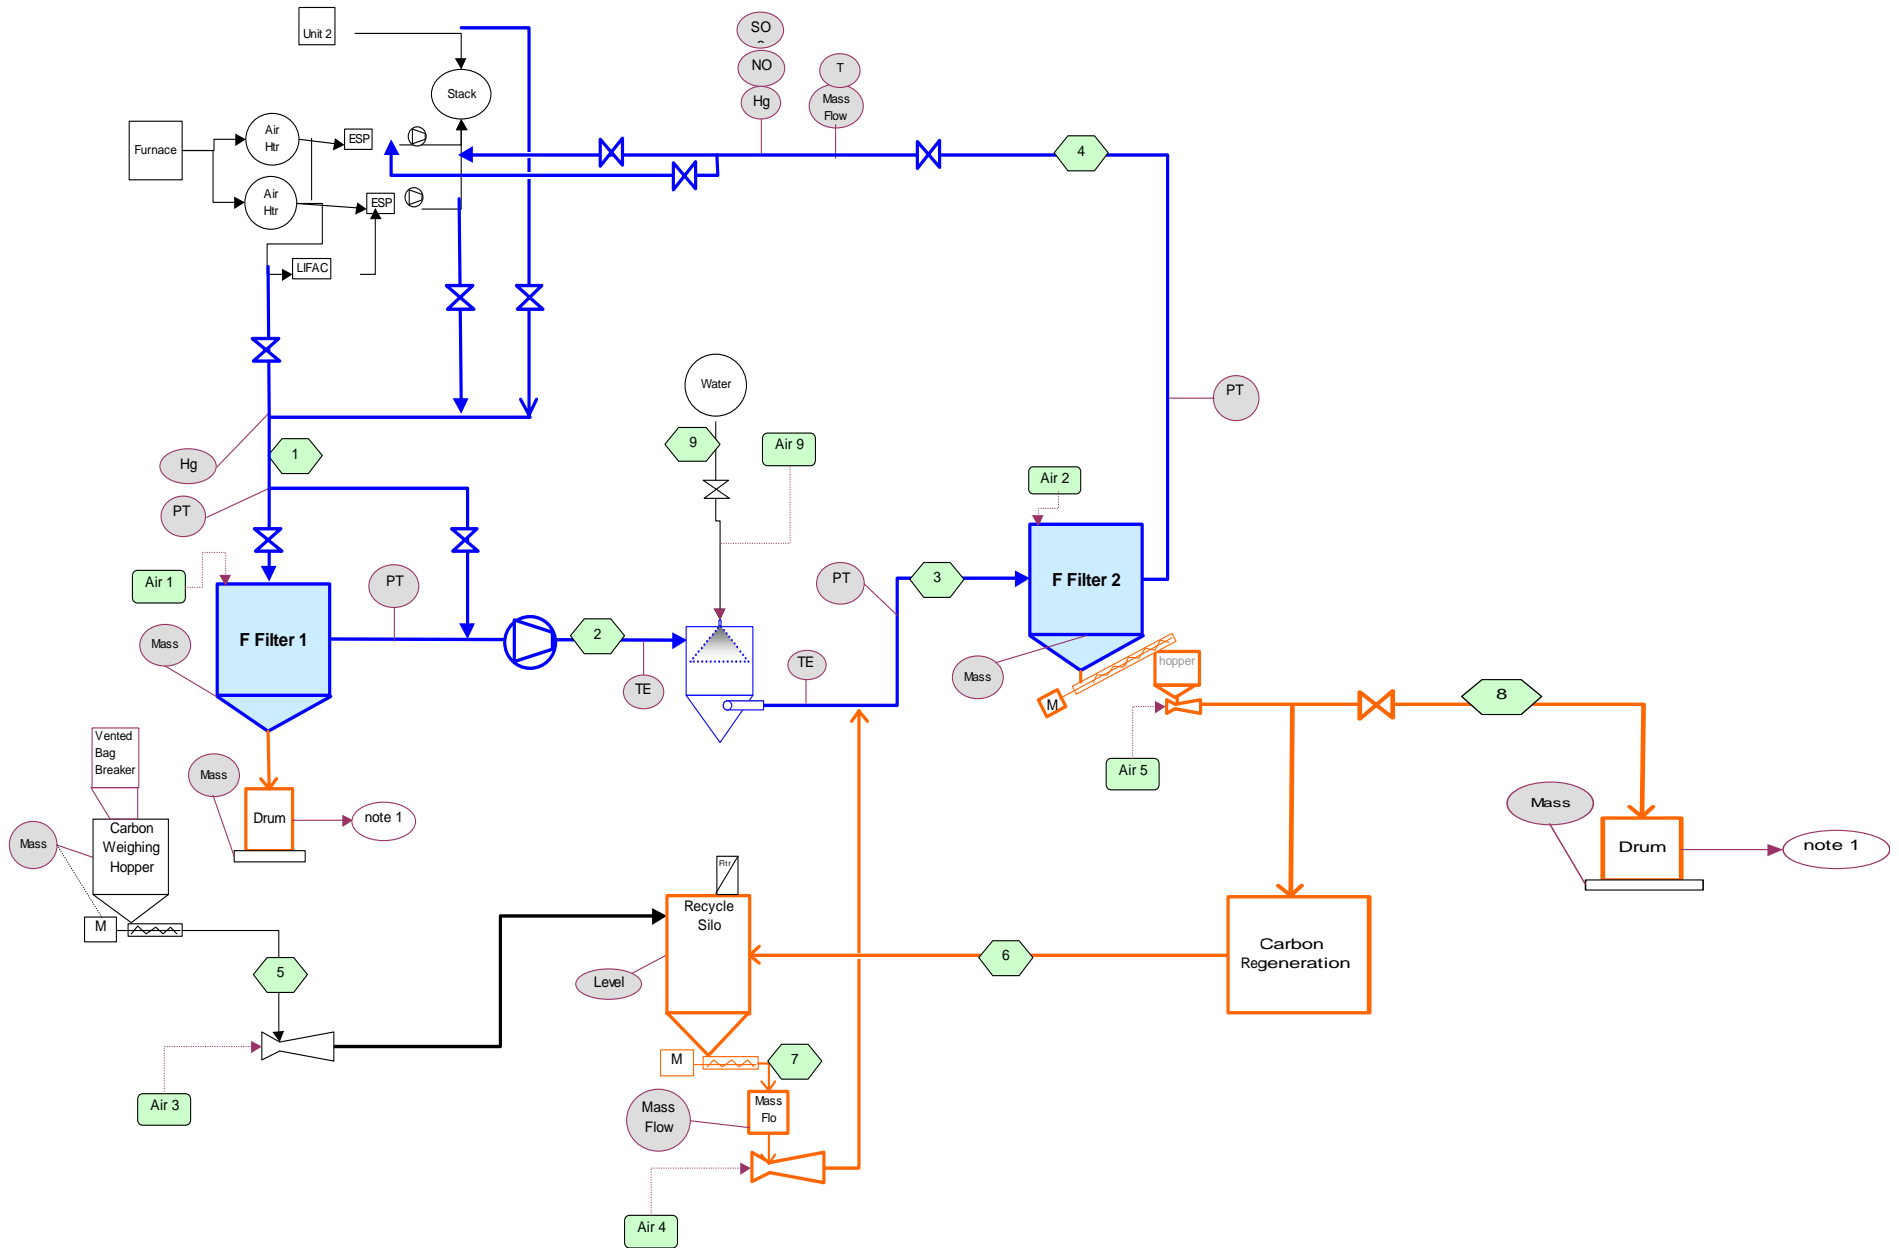 Unit 2
SO
NO
Hg
T
Mass
Flow
Stack
Furnace
Air
Htr
ESP
Air
Htr
ESP
LIFAC
4
Water
PT
9
Air 9
1
Hg
PT
Air 2
Air 1
PT
F Filter 1
Mass
2
TE
PT
3
F Filter 2
TE
Mass
hopper
M
8
Air 5
Vented
Bag
Breaker
Mass
Drum
note 1
Carbon
Weighing
Hopper
Mass
M
5
Air 3
Fltr
Recycle
Silo
Level
6
Carbon
Regeneration
Mass
Drum
note 1
M
7
Mass
Flo
Mass
Flow
Air 4